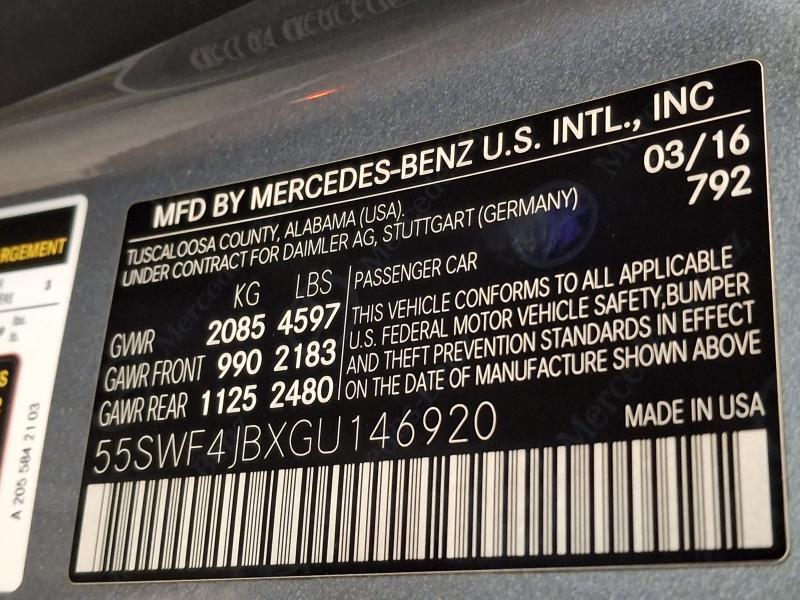 MFD BY MERCEDES-BENZ U.S. INTL., INC
TUSCALOOSA COUNTY, ALABAMA (USA).
UNDER CONTRACT FOR DAIMLER AG, STUTTGART (GERMANY)
03/16
792
KG LBS
GVWR 2085 4597
GAWR FRONT 990 2183
GAWR REAR 1125 2480
PASSENGER CAR
THIS VEHICLE CONFORMS TO ALL APPLICABLE
U.S. FEDERAL MOTOR VEHICLE SAFETY,BUMPER
AND THEFT PREVENTION STANDARDS IN EFFECT
ON THE DATE OF MANUFACTURE SHOWN ABOVE
55SWF4JBXGU146920
MADE IN USA
RGEMENT
A 205 584 21 03